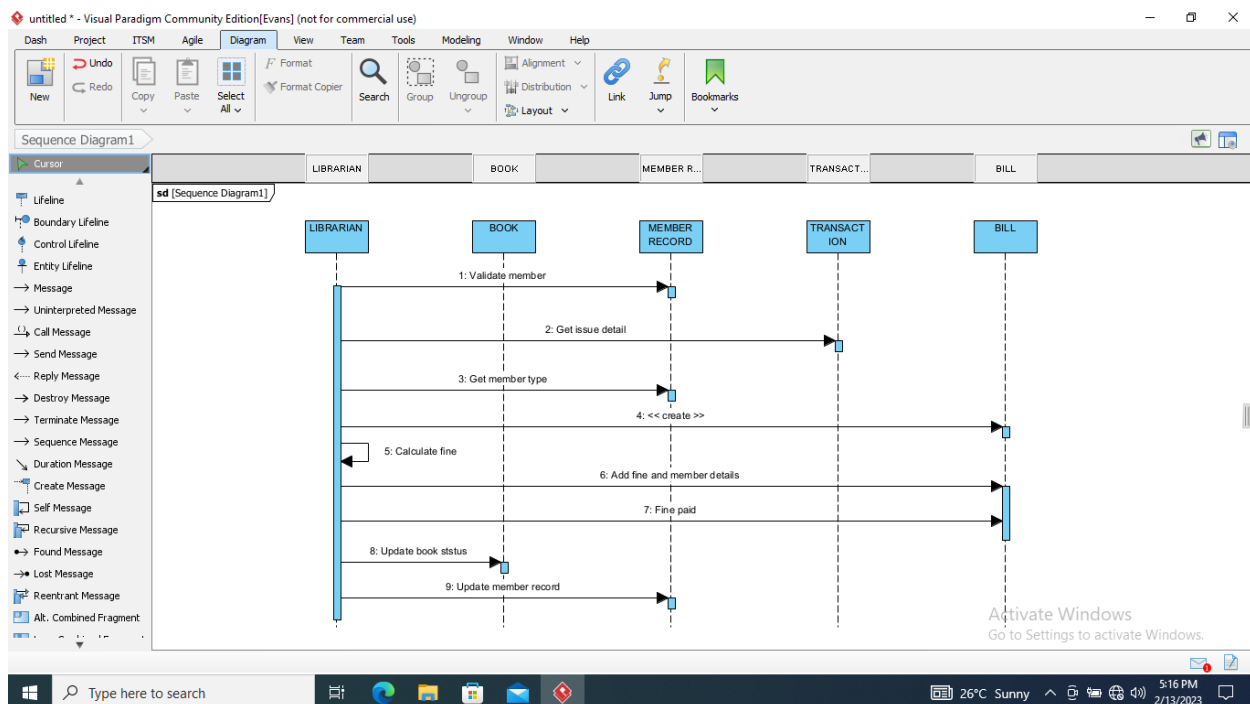 untitled * - Visual Paradigm Community Edition[Evans] (not for commercial use)
Dash Project ITSM Agile Diagram View Team Tools Modeling Window Help
New
Undo
Redo
Copy
Paste
Select
All
Format
Format Copier
Search
Group
Ungroup
Alignment
Distribution
Layout
Link
Jump
Bookmarks
Sequence Diagram1
Cursor
Lifeline
Boundary Lifeline
Control Lifeline
Entity Lifeline
Message
Uninterpreted Message
Call Message
Send Message
Reply Message
Destroy Message
Terminate Message
Sequence Message
Duration Message
Create Message
Self Message
Recursive Message
Found Message
Lost Message
Reentrant Message
Alt. Combined Fragment
LIBRARIAN BOOK MEMBER R... TRANSACT... BILL
sd [Sequence Diagram1]
LIBRARIAN
BOOK
MEMBER
RECORD
TRANSACT
ION
BILL
1: Validate member
2: Get issue detail
3: Get member type
4: << create >>
5: Calculate fine
6: Add fine and member details
7: Fine paid
8: Update book ststus
9: Update member record
Activate Windows
Go to Settings to activate Windows.
Type here to search
26°C Sunny
5:16 PM
2/13/2023